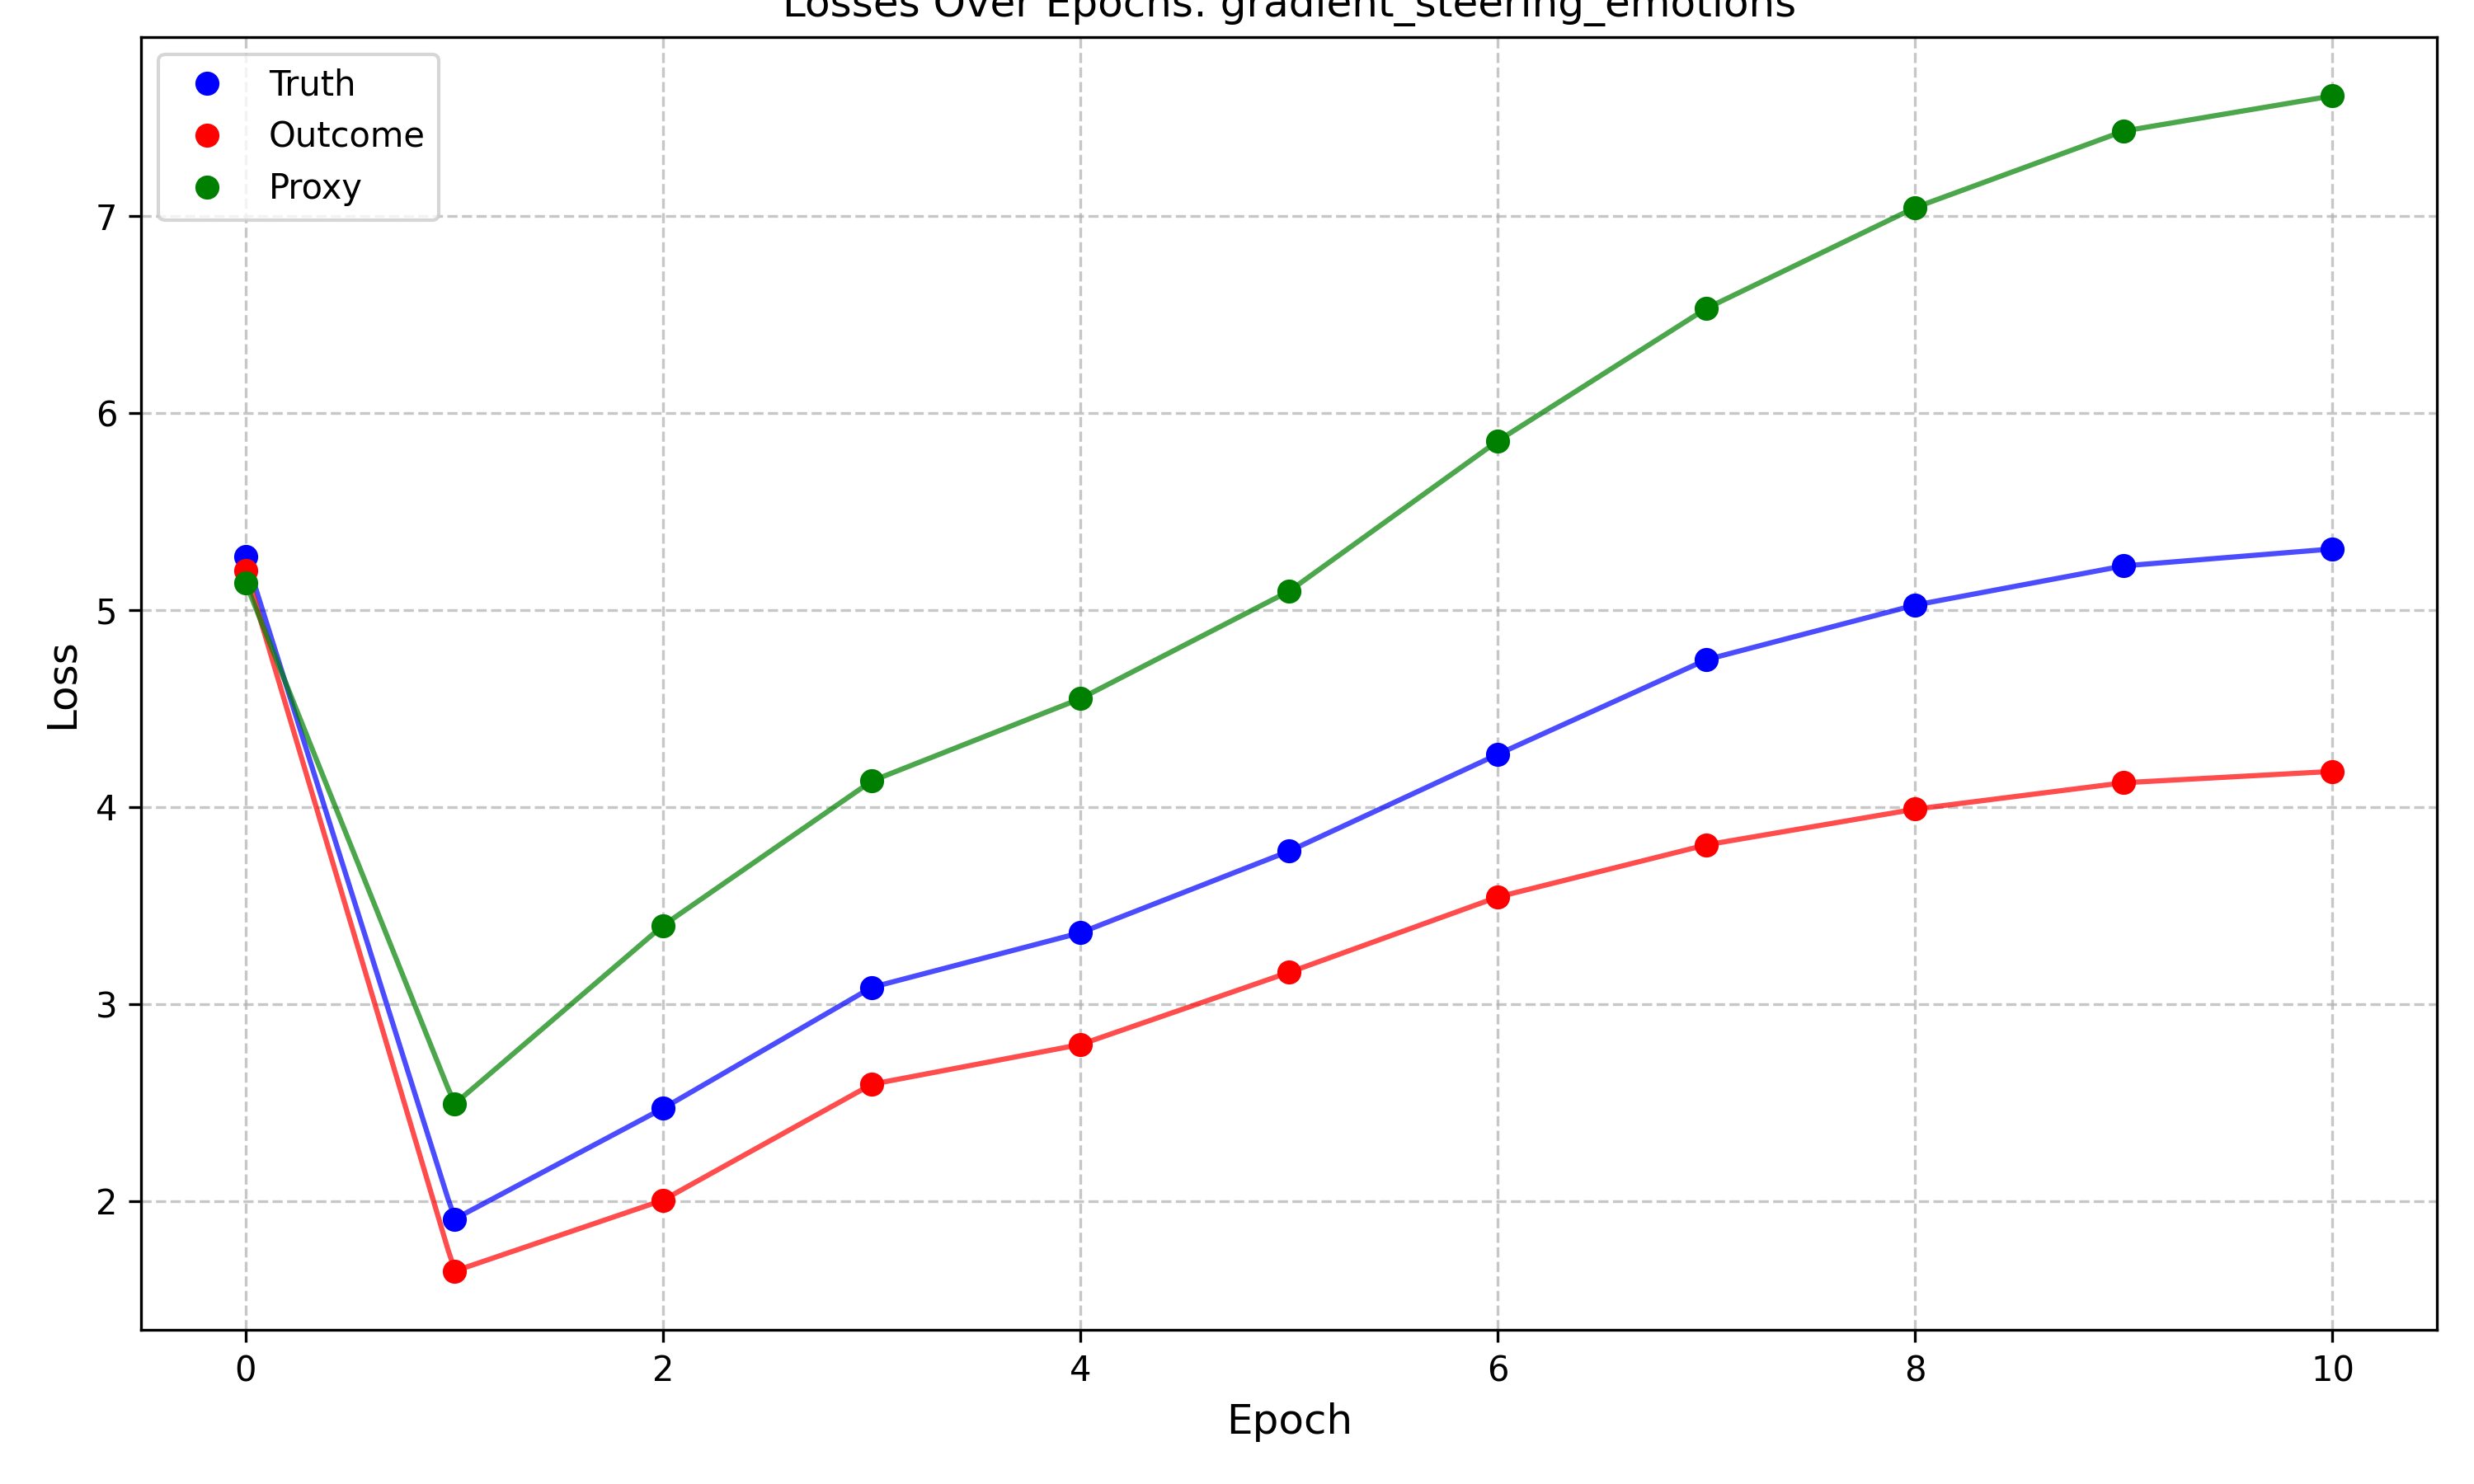 Losses Over Epochs: gradient_steering_emotions
Truth
Outcome
Proxy
7
6
5
4
3
2
Loss
0 2 4 6 8 10
Epoch